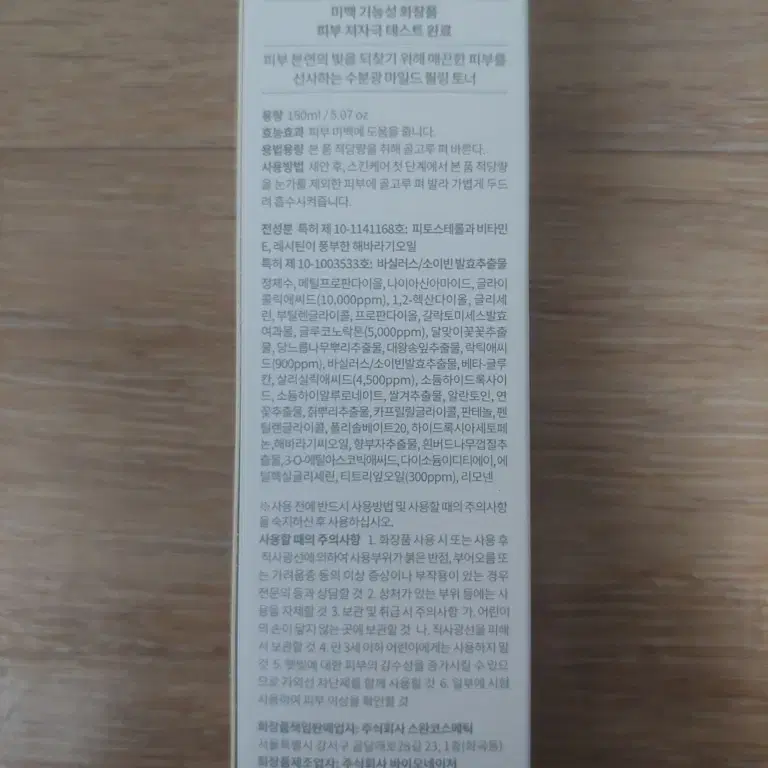 미백 기능성 화장품
피부 저자극 테스트 완료
피부 본연의 빛을 되찾기 위해 매끈한 피부를
선사하는 수분광 마일드 필링 토너
용량 150ml / 5.07 oz
효능효과 피부 미백에 도움을 줍니다.
용법용량 본 품 적당량을 취해 골고루 펴 바른다.
사용방법 세안 후, 스킨케어 첫 단계에서 본 품 적당량
을 눈가를 제외한 피부에 골고루 펴 발라 가볍게 두드
려 흡수시켜줍니다.
전성분 특허 제 10-1141168호: 피토스테롤과 비타민
E, 레시틴이 풍부한 해바라기오일
특허 제 10-1003533호: 바실러스/소이빈 발효추출물
정제수, 메틸프로판다이올, 나이아신아마이드, 글라이
콜릭애씨드(10,000ppm), 1,2-헥산다이올, 글리세
린, 부틸렌글라이콜, 프로판다이올, 갈락토미세스발효
여과물, 글루코노락톤(5,000ppm), 달맞이꽃꽃추출
물, 당느릅나무뿌리추출물, 대왕송잎추출물, 락틱애씨
드(900ppm), 바실러스/소이빈발효추출물, 베타-글루
칸, 살리실릭애씨드(4,500ppm), 소듐하이드록사이
드, 소듐하이알루로네이트, 쌀겨추출물, 알란토인, 연
꽃추출물, 칡뿌리추출물, 카프릴릴글라이콜, 판테놀, 펜
틸렌글라이콜, 폴리솔베이트20, 하이드록시아세토페
논, 해바라기씨오일, 향부자추출물, 흰버드나무껍질추
출물, 3-O-에틸아스코빅애씨드, 다이소듐이디티에이, 에
틸헥실글리세린, 티트리잎오일(300ppm), 리모넨
※사용 전에 반드시 사용방법 및 사용할 때의 주의사항
을 숙지하신 후 사용하십시오.
사용할 때의 주의사항 1. 화장품 사용 시 또는 사용 후
직사광선에 의하여 사용부위가 붉은 반점, 부어오름 또
는 가려움증 등의 이상 증상이나 부작용이 있는 경우
전문의 등과 상담할 것 2. 상처가 있는 부위 등에는 사
용을 자제할 것 3. 보관 및 취급 시 주의사항 가. 어린이
의 손이 닿지 않는 곳에 보관할 것 나. 직사광선을 피해
서 보관할 것 4. 만 3세 이하 어린이에게는 사용하지 말
것 5. 햇빛에 대한 피부의 감수성을 증가시킬 수 있으
므로 자외선 차단제를 함께 사용할 것 6. 일부에 시험
사용하여 피부 이상을 확인할 것
화장품책임판매업자: 주식회사 스완코스메틱
서울특별시 강서구 곰달래로28길 23, 1층(화곡동)
화장품제조업자: 주식회사 바이오네이처